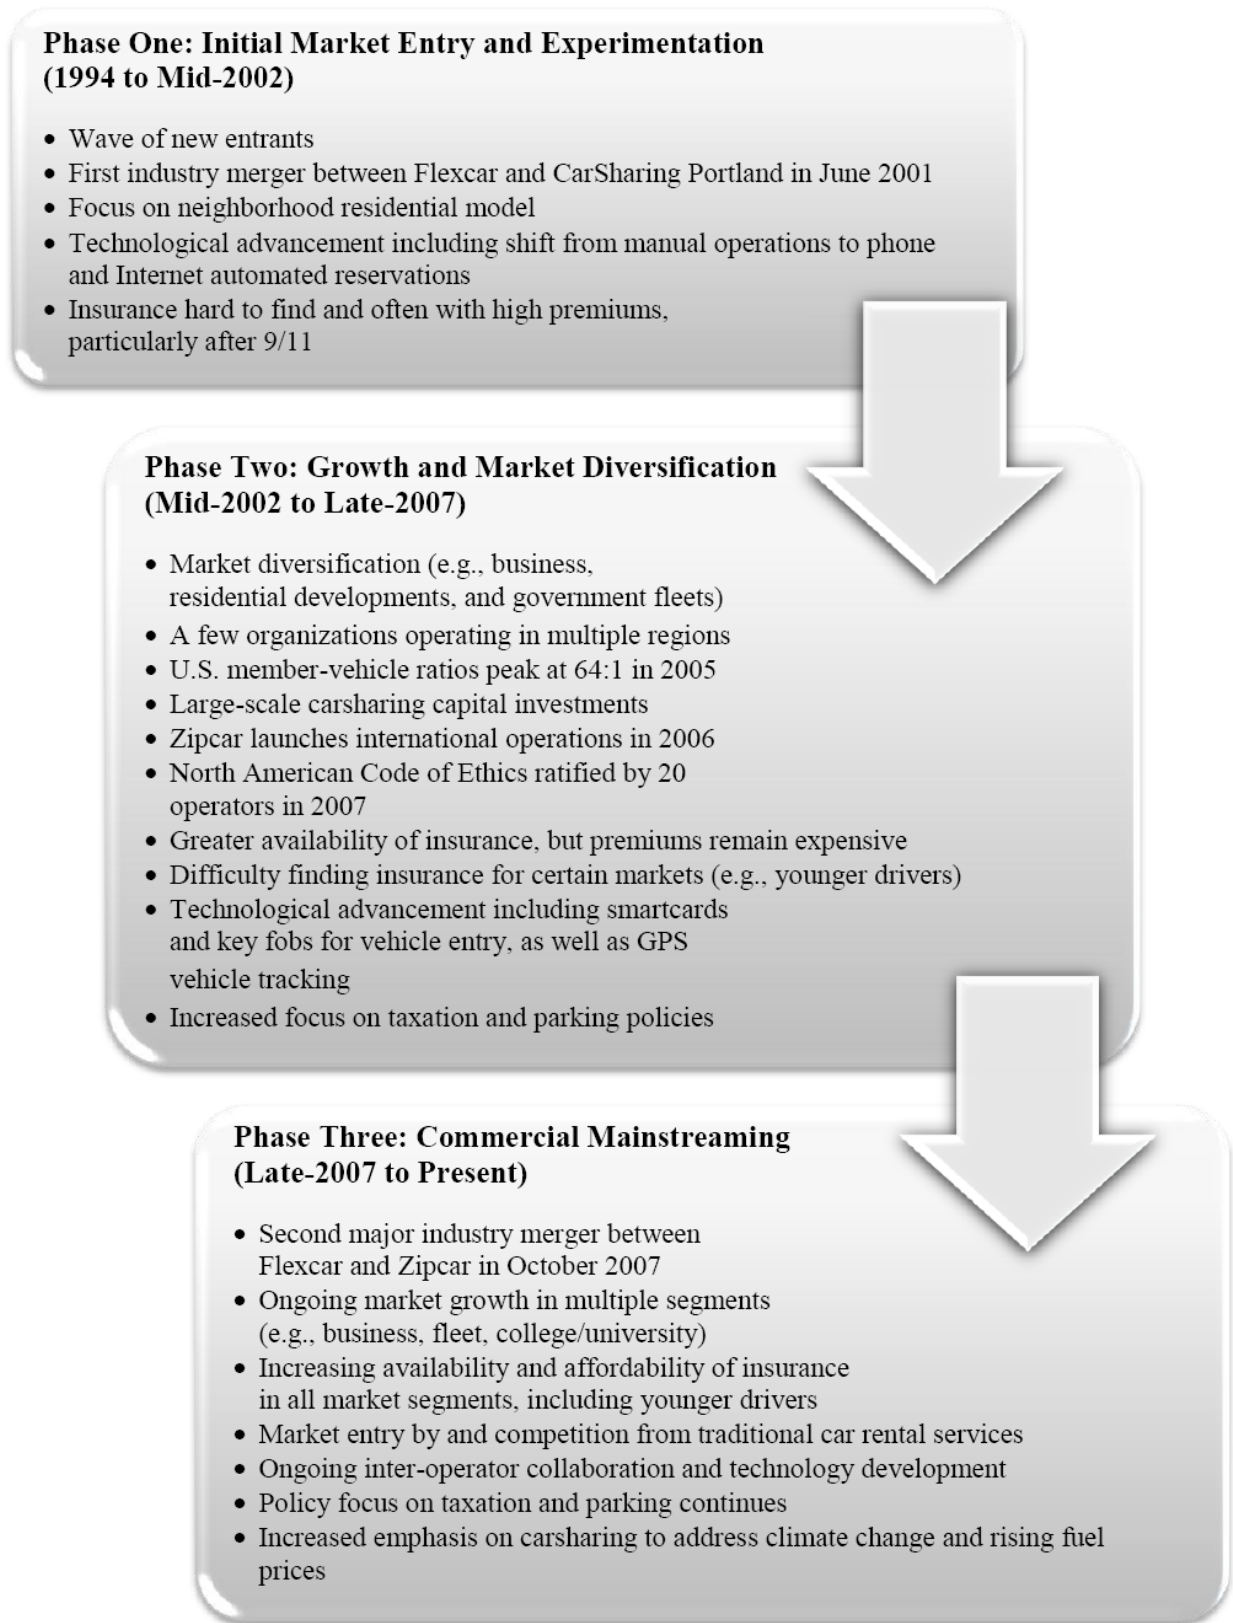 Phase One: Initial Market Entry and Experimentation
(1994 to Mid-2002)
• Wave of new entrants
• First industry merger between Flexcar and CarSharing Portland in June 2001
• Focus on neighborhood residential model
• Technological advancement including shift from manual operations to phone
and Internet automated reservations
• Insurance hard to find and often with high premiums,
particularly after 9/11
Phase Two: Growth and Market Diversification
(Mid-2002 to Late-2007)
• Market diversification (e.g., business,
residential developments, and government fleets)
• A few organizations operating in multiple regions
• U.S. member-vehicle ratios peak at 64:1 in 2005
• Large-scale carsharing capital investments
• Zipcar launches international operations in 2006
• North American Code of Ethics ratified by 20
operators in 2007
• Greater availability of insurance, but premiums remain expensive
• Difficulty finding insurance for certain markets (e.g., younger drivers)
• Technological advancement including smartcards
and key fobs for vehicle entry, as well as GPS
vehicle tracking
• Increased focus on taxation and parking policies
Phase Three: Commercial Mainstreaming
(Late-2007 to Present)
• Second major industry merger between
Flexcar and Zipcar in October 2007
• Ongoing market growth in multiple segments
(e.g., business, fleet, college/university)
• Increasing availability and affordability of insurance
in all market segments, including younger drivers
• Market entry by and competition from traditional car rental services
• Ongoing inter-operator collaboration and technology development
• Policy focus on taxation and parking continues
• Increased emphasis on carsharing to address climate change and rising fuel
prices